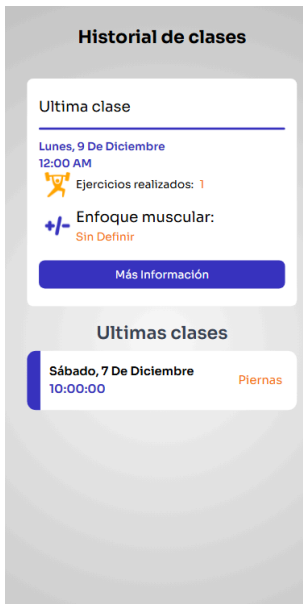 Historial de clases
Ultima clase
Lunes, 9 De Diciembre
12:00 AM
Ejercicios realizados: 1
+/- Enfoque muscular:
Sin Definir
Más Información
Ultimas clases
Sábado, 7 De Diciembre
10:00:00
Piernas